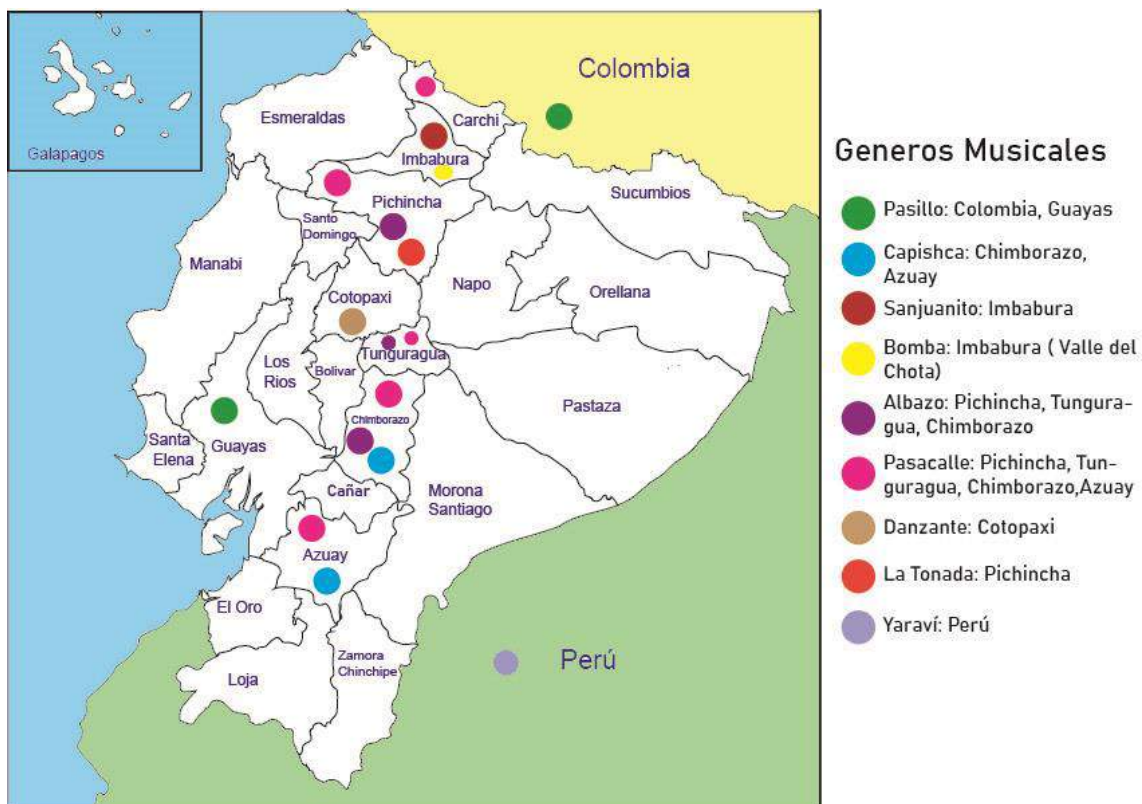 Colombia
Esmeraldas
Carchi
Galapagos
Imbabura
Sucumbios
Pichincha
Santo
Domingo
Manabi
Napo
Orellana
Cotopaxi
Tunguragua
Los
Rios
Bolivar
Pastaza
Chimborazo
Santa
Elena
Guayas
Cañar
Morona
Santiago
Azuay
El Oro
Zamora
Chinchipe
Loja
Perú
Generos Musicales
Pasillo: Colombia, Guayas
Capishca: Chimborazo,
Azuay
Sanjuanito: Imbabura
Bomba: Imbabura ( Valle del
Chota)
Albazo: Pichincha, Tungura-
gua, Chimborazo
Pasacalle: Pichincha, Tun-
guragua, Chimborazo,Azuay
Danzante: Cotopaxi
La Tonada: Pichincha
Yaraví: Perú